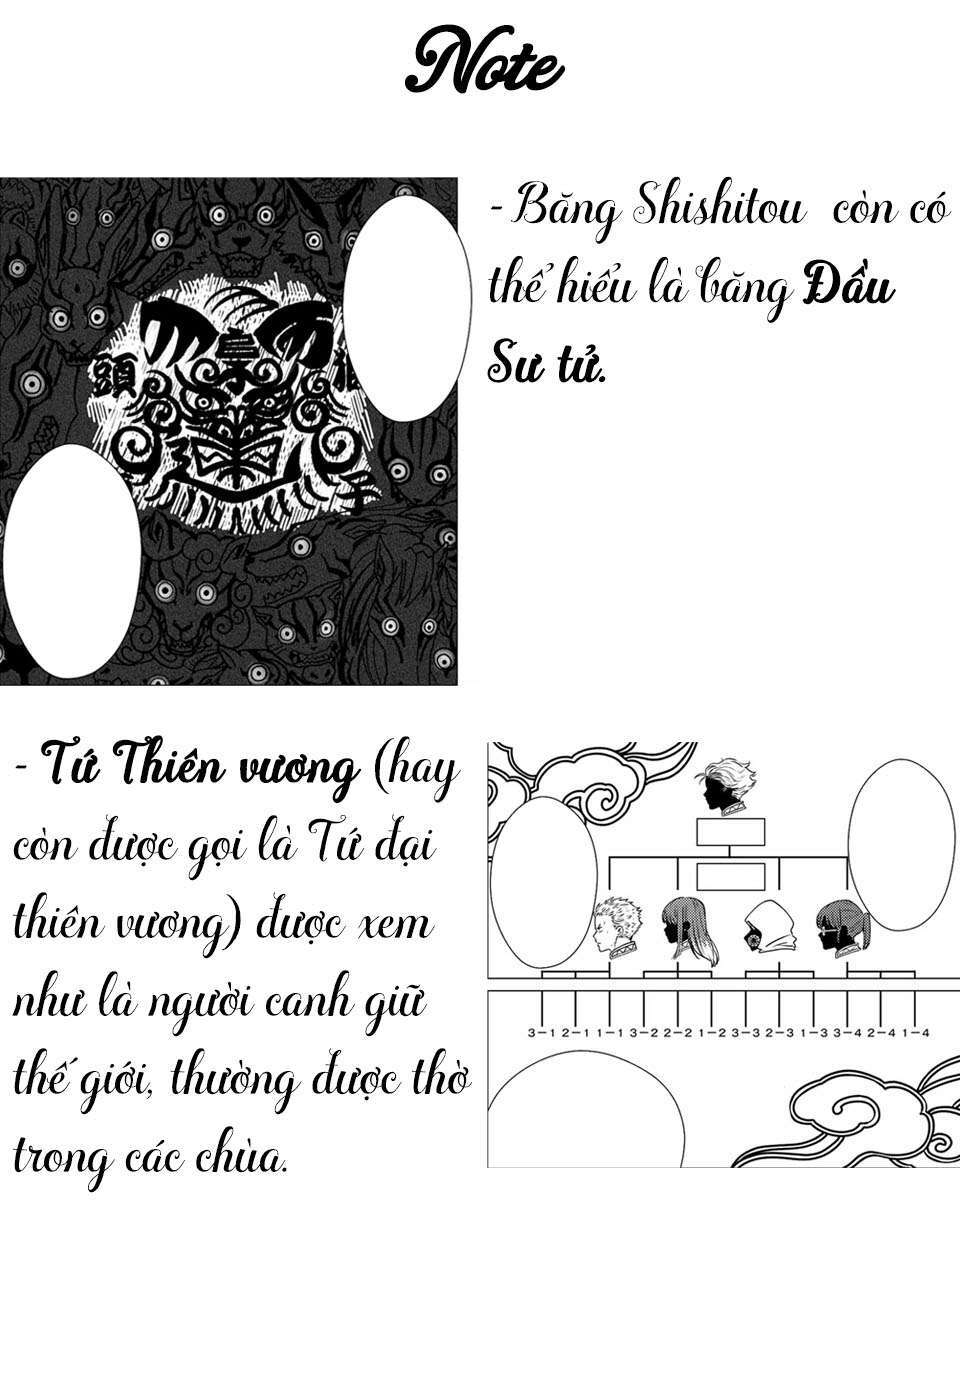 Note
- Băng Shishitou còn có
thể hiểu là băng Đầu
Sư tử.
頭
皇
子
- Tứ Thiên vương (hay
còn được gọi là Tứ đại
thiên vương) được xem
như là người canh giữ
thế giới, thường được thờ
trong các chùa.
3-1 2-1 1-1 3-2 2-2 1-2 3-3 2-3 1-3 3-4 2-4 1-4